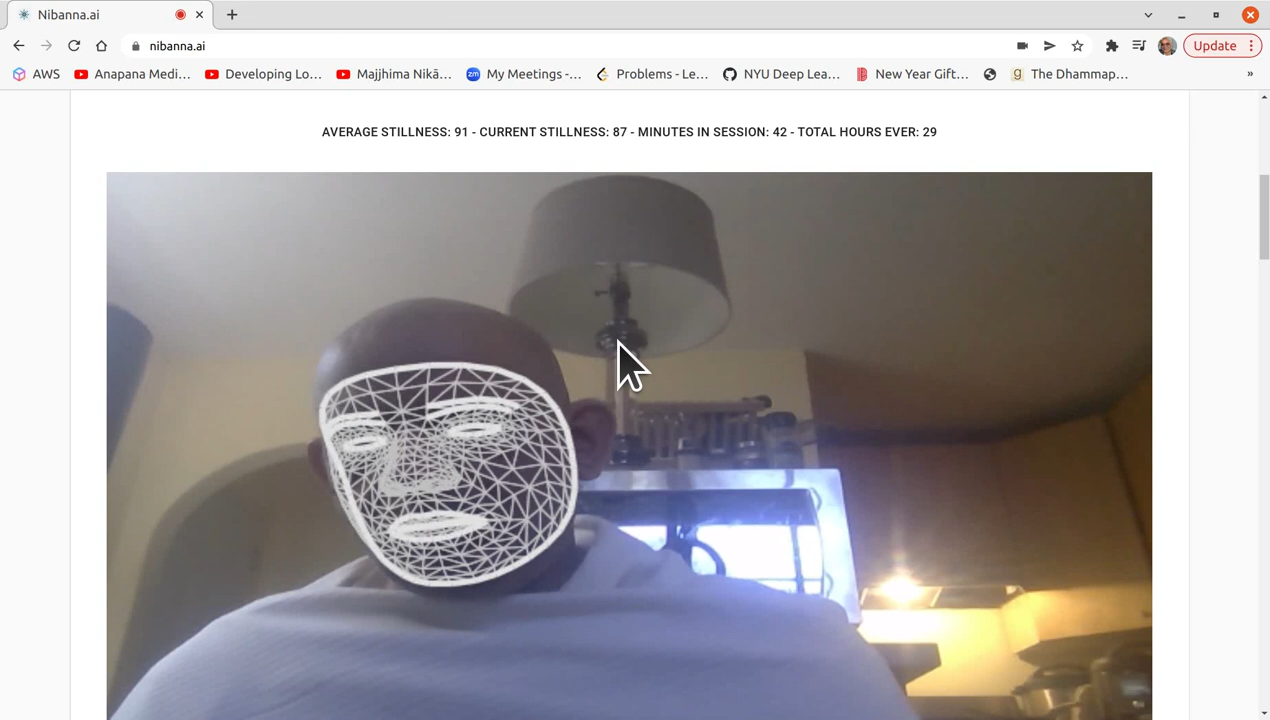 Nibanna.ai
nibanna.ai
Update
AWS
Anapana Medi...
Developing Lo...
Majjhima Nikā...
zm My Meetings -...
Problems - Le...
NYU Deep Lea...
New Year Gift...
g The Dhammap...
»
AVERAGE STILLNESS: 91 - CURRENT STILLNESS: 87 - MINUTES IN SESSION: 42 - TOTAL HOURS EVER: 29